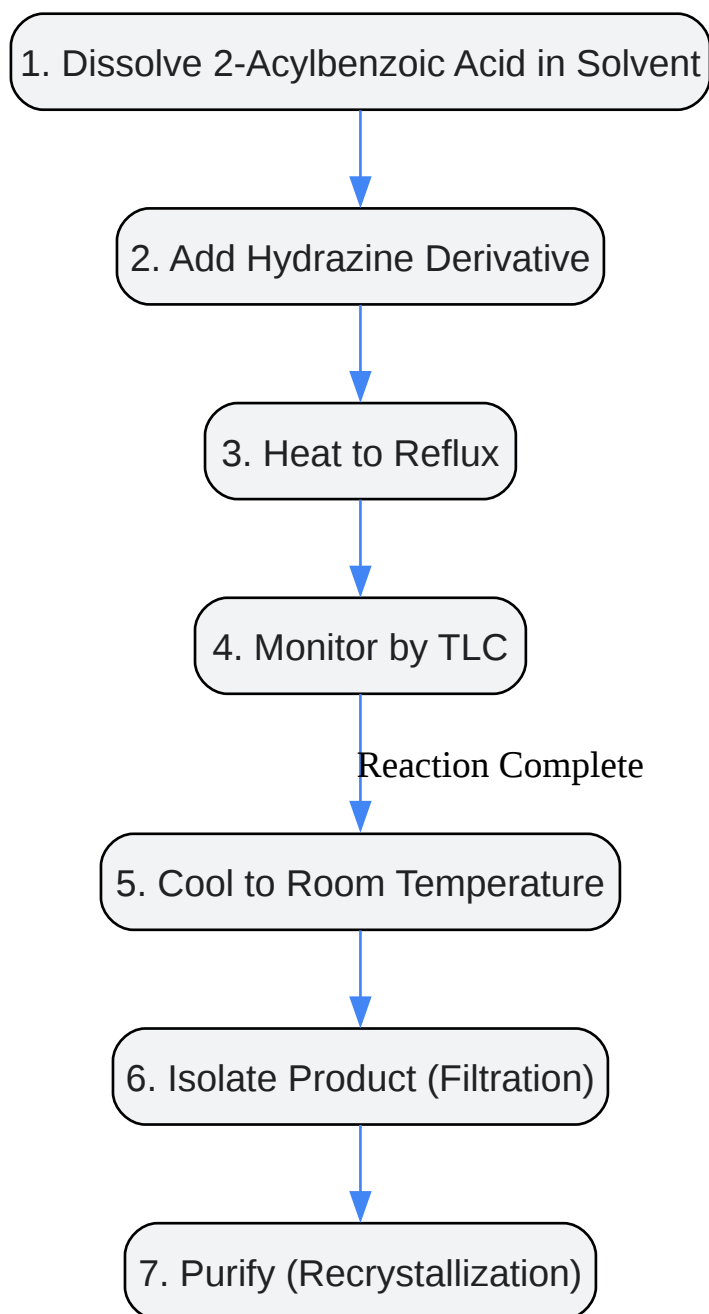 1. Dissolve 2-Acylbenzoic Acid in Solvent
2. Add Hydrazine Derivative
3. Heat to Reflux
4. Monitor by TLC
Reaction Complete
5. Cool to Room Temperature
6. Isolate Product (Filtration)
7. Purify (Recrystallization)